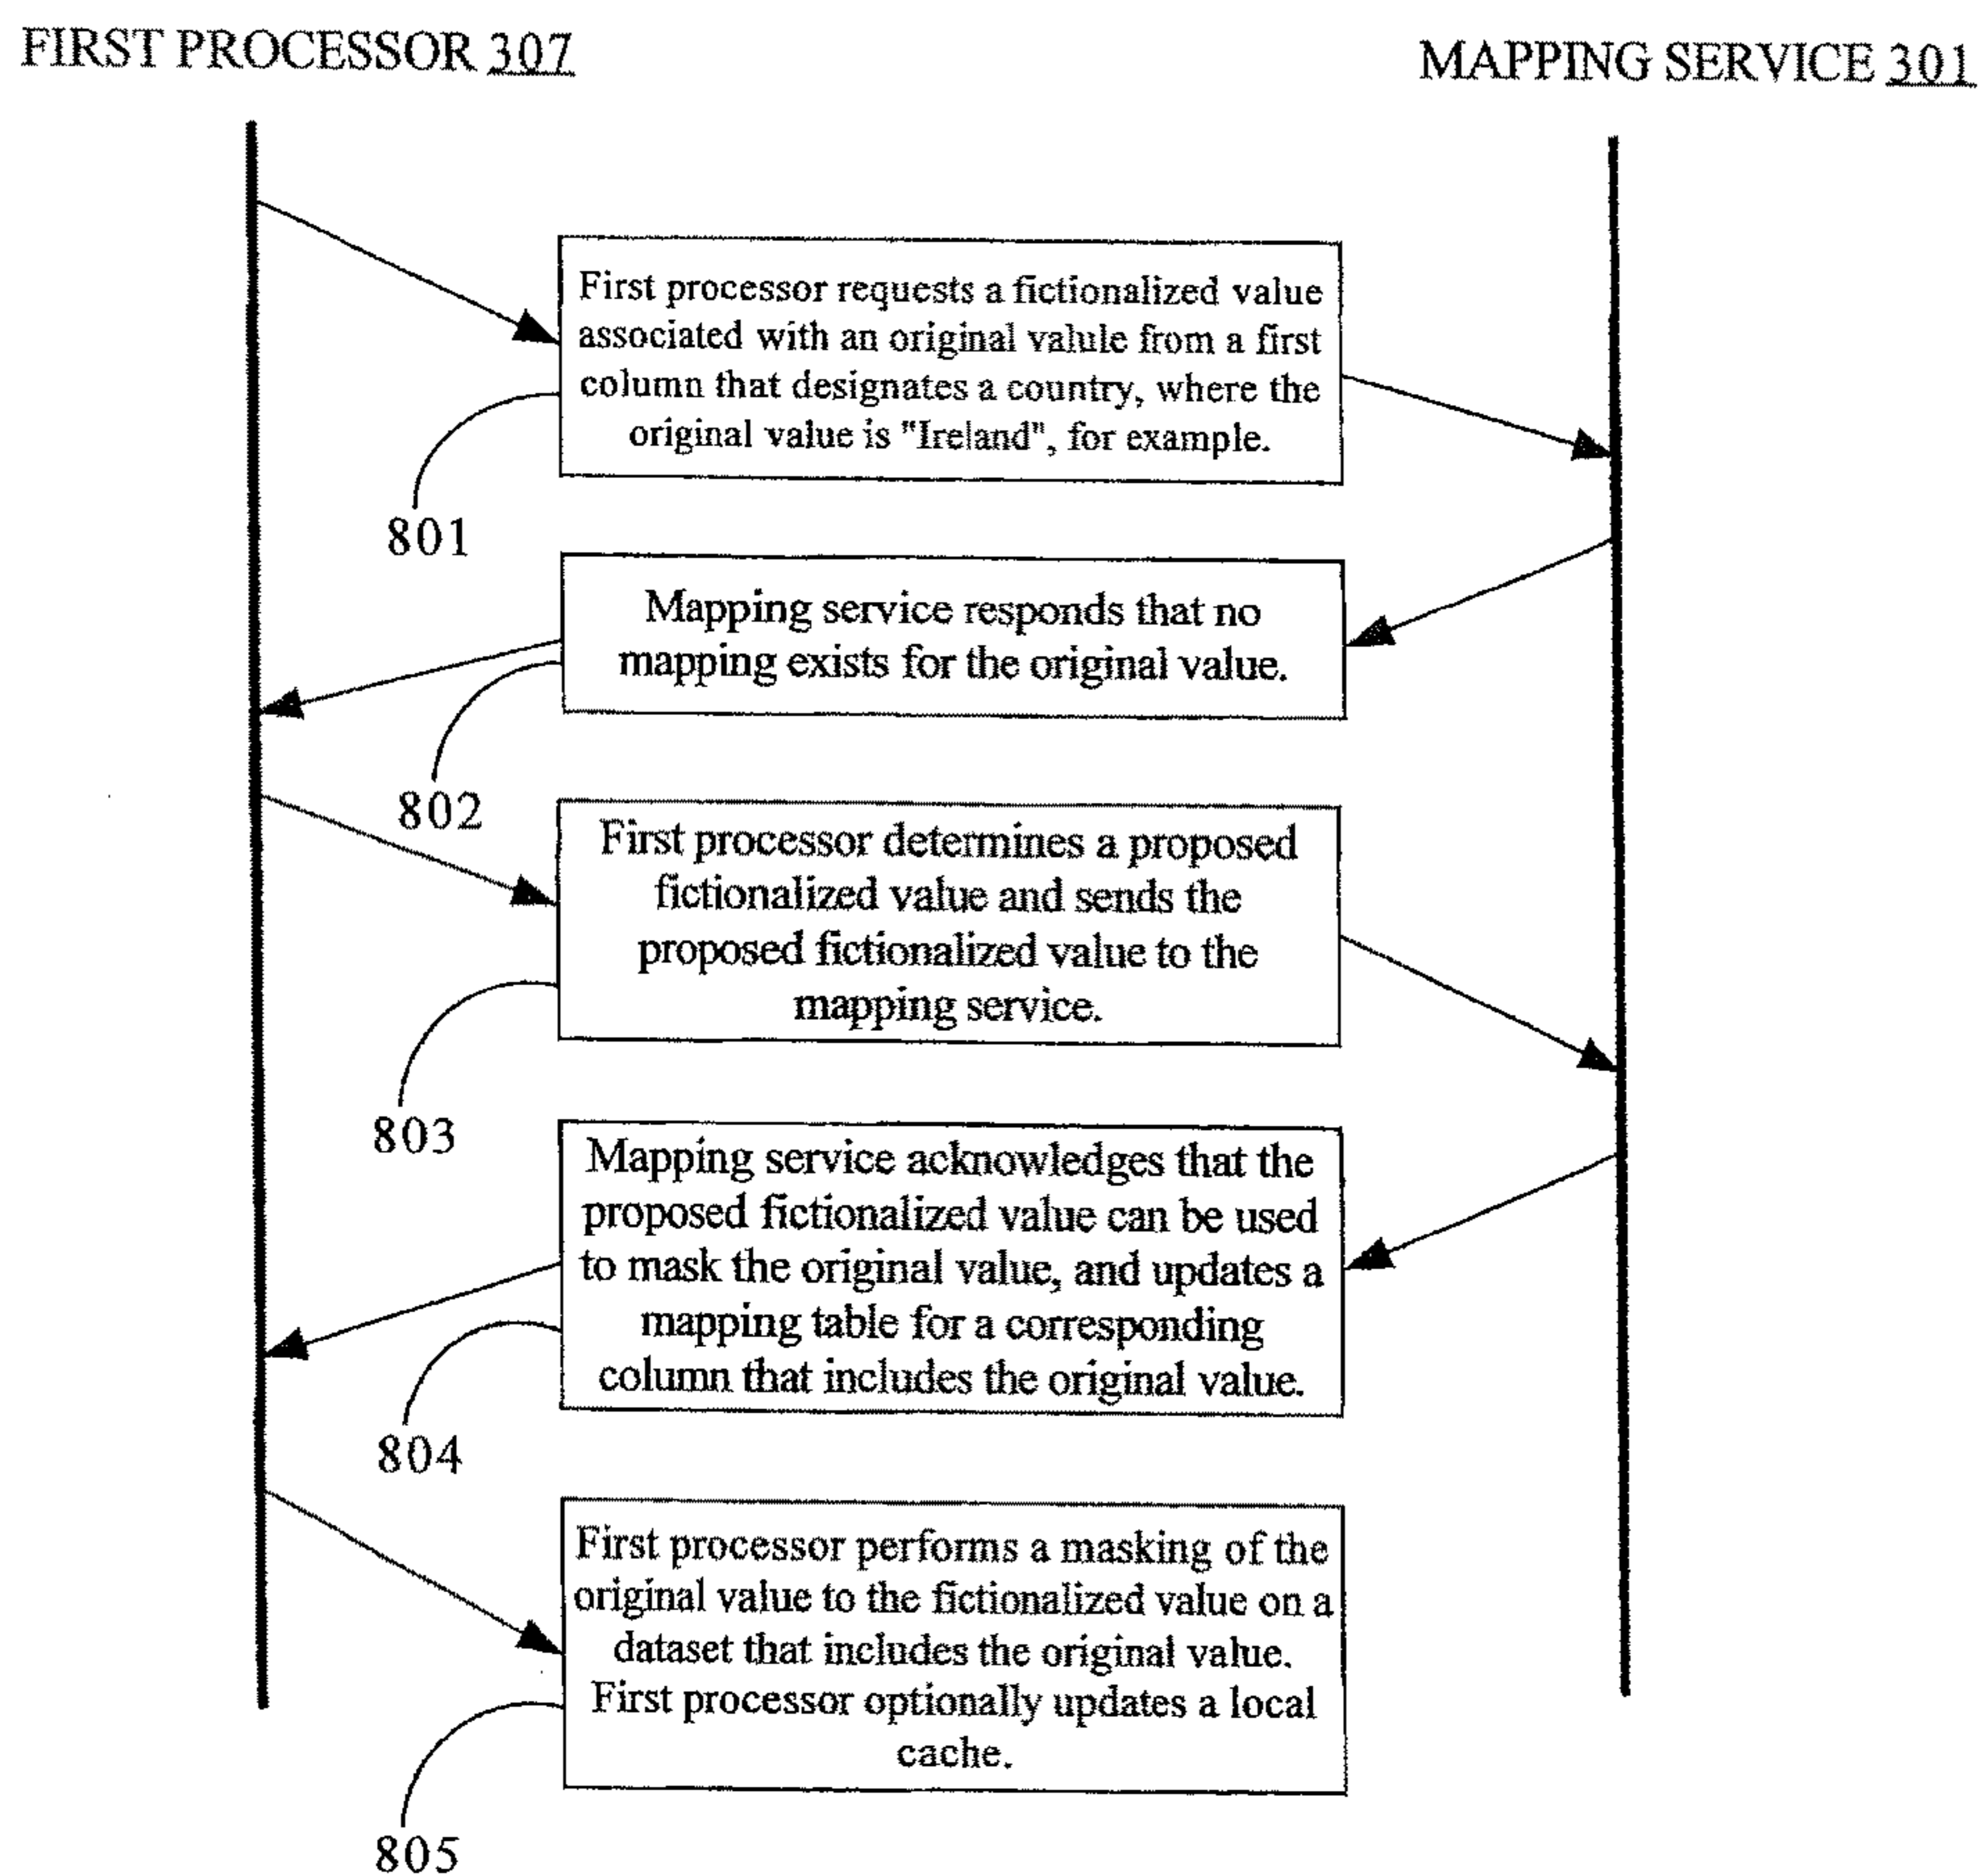 FIRST PROCESSOR 307
MAPPING SERVICE 301
First processor requests a fictionalized value
associated with an original valule from a first
column that designates a country, where the
original value is "Ireland", for example.
801
Mapping service responds that no
mapping exists for the original value.
802
First processor determines a proposed
fictionalized value and sends the
proposed fictionalized value to the
mapping service.
803
Mapping service acknowledges that the
proposed fictionalized value can be used
to mask the original value, and updates a
mapping table for a corresponding
column that includes the original value.
804
First processor performs a masking of the
original value to the fictionalized value on a
dataset that includes the original value.
First processor optionally updates a local
cache.
805